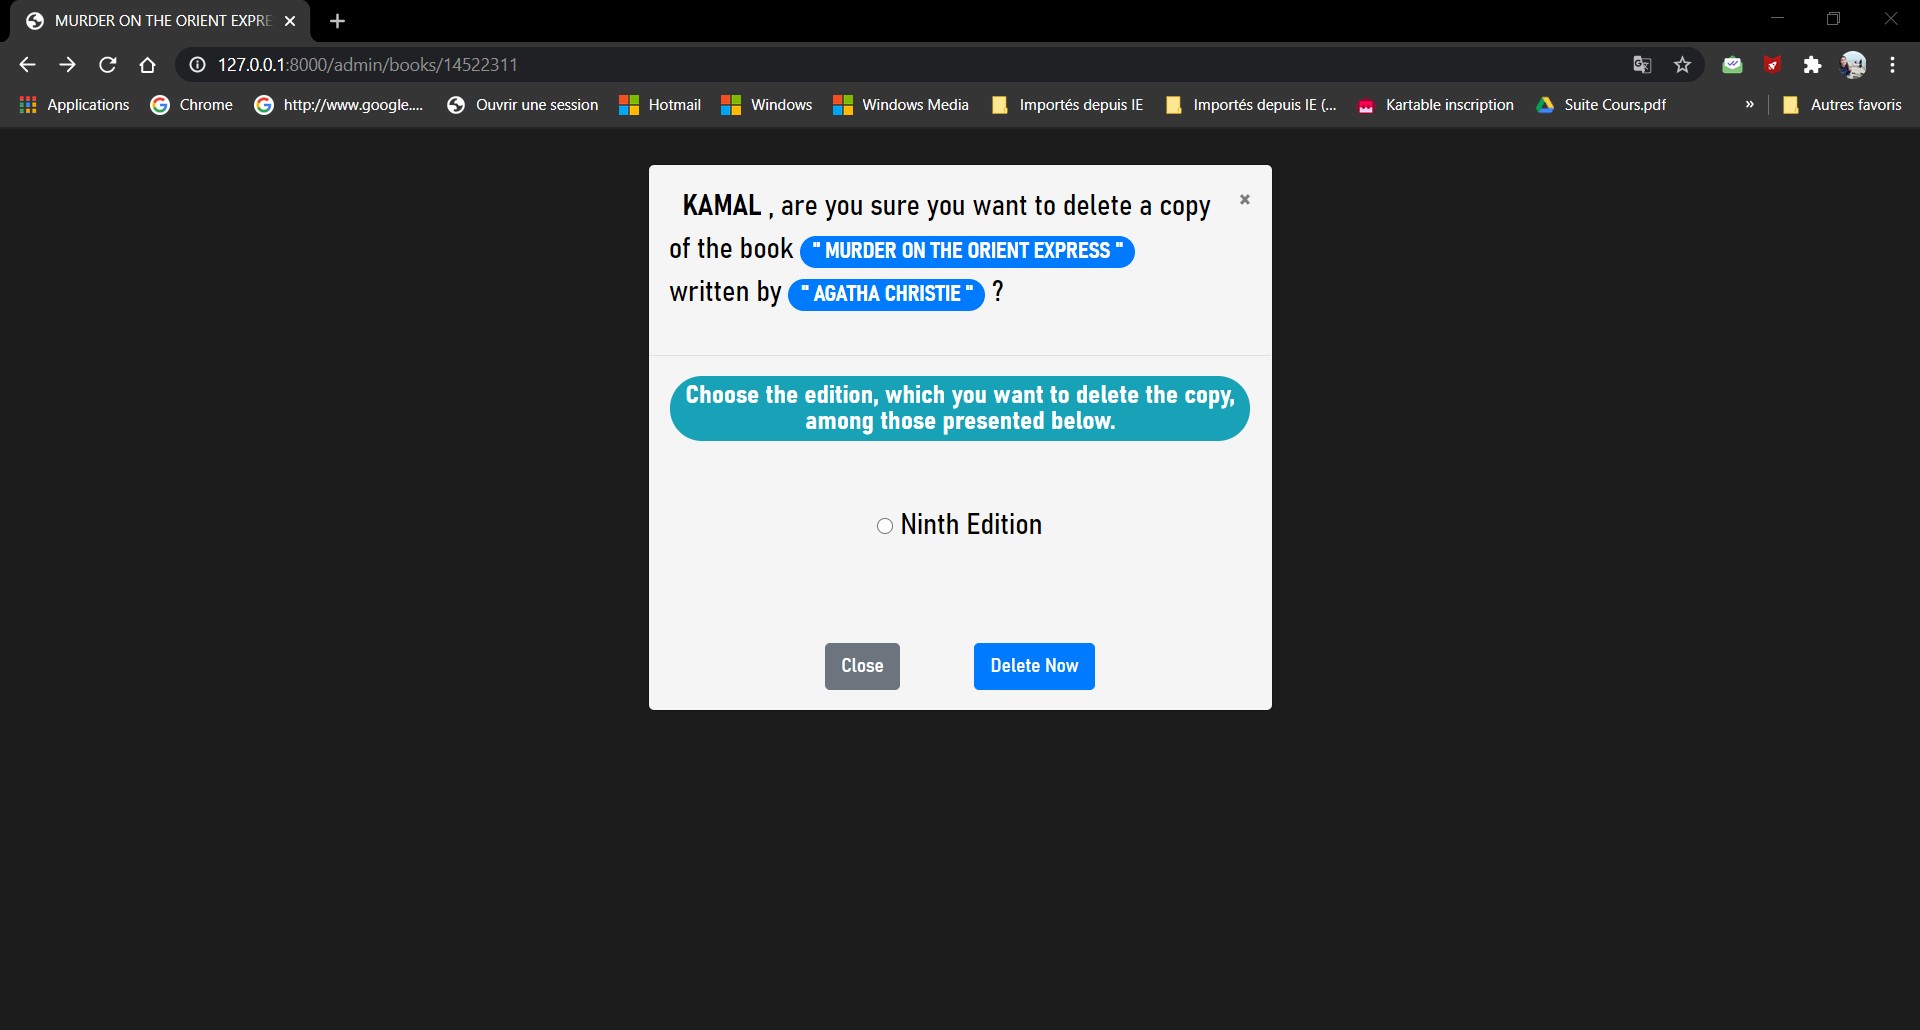 MURDER ON THE ORIENT EXPRE
127.0.0.1:8000/admin/books/14522311
Applications Chrome http://www.google.... Ouvrir une session Hotmail Windows Windows Media Importés depuis IE Importés depuis IE (... Kartable inscription Suite Cours.pdf » Autres favoris
KAMAL , are you sure you want to delete a copy
of the book " MURDER ON THE ORIENT EXPRESS "
written by " AGATHA CHRISTIE " ?
Choose the edition, which you want to delete the copy,
among those presented below.
Ninth Edition
Close Delete Now